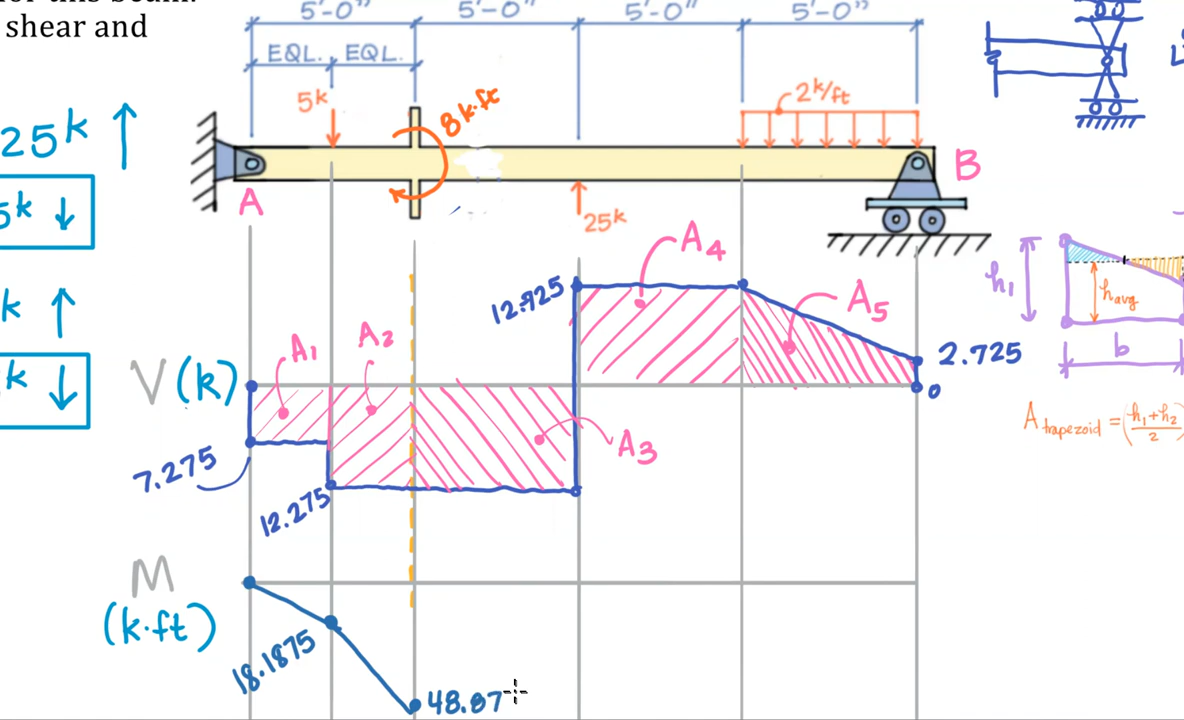 for this beam.
shear and
5'-0" 5'-0" 5'-0" 5'-0"
EQL. EQL.
5k
8k·ft
2k/ft
25k ↑
A
B
5k ↓
25k
A4
k ↑
12.725
A5
h1
havg
A1
A2
2.725
b
k ↓
V (k)
0
A trapezoid = (h1+h2
2)
A3
7.275
12.275
M
(k·ft)
18.1875
48.87